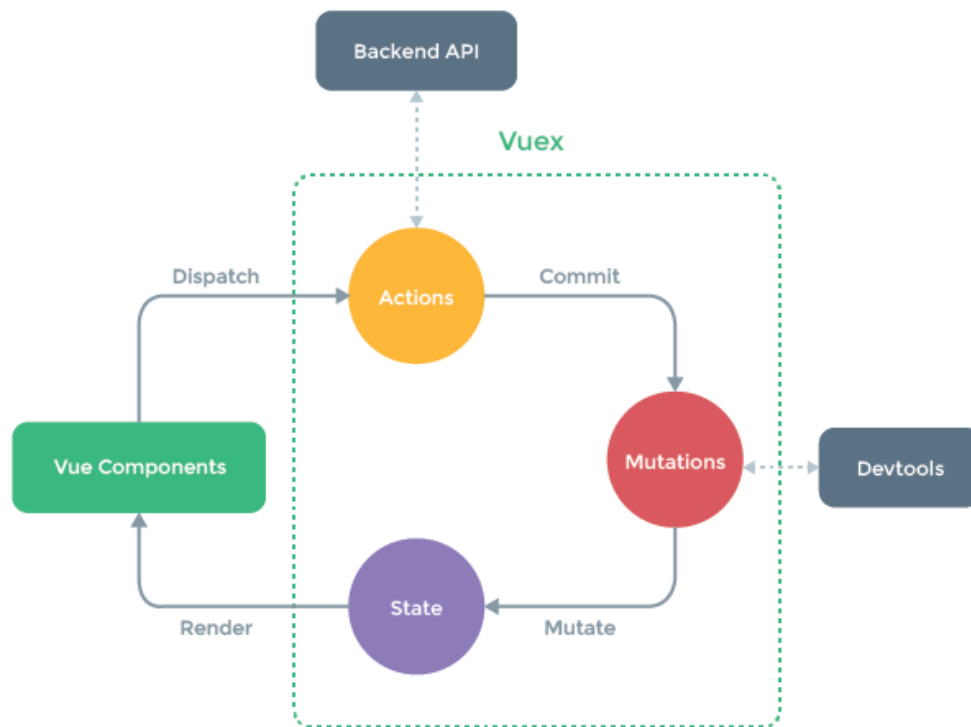 Backend API
Vuex
Dispatch
Commit
Actions
Vue Components
Mutations
Devtools
State
Render
Mutate